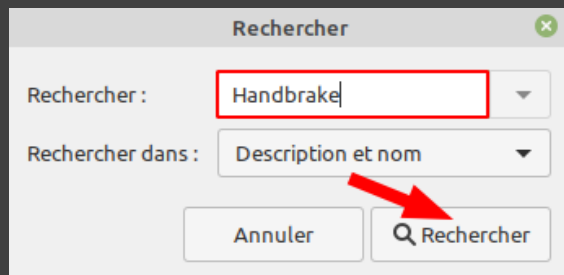 Rechercher
Rechercher : Handbrake
Rechercher dans : Description et nom
Annuler Rechercher